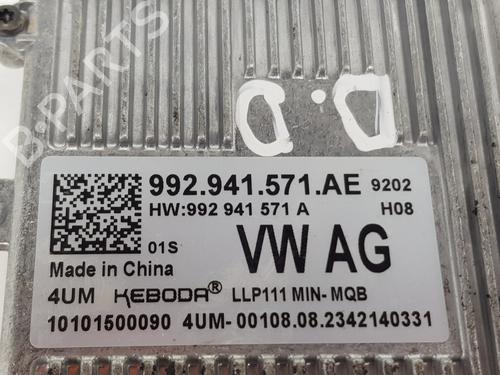 B-PARTS
D.D
992.941.571.AE 9202
HW:992 941 571 A H08
01S VW AG
Made in China
4UM KEBODA® LLP111 MIN- MQB
10101500090 4UM- 00108.08.2342140331